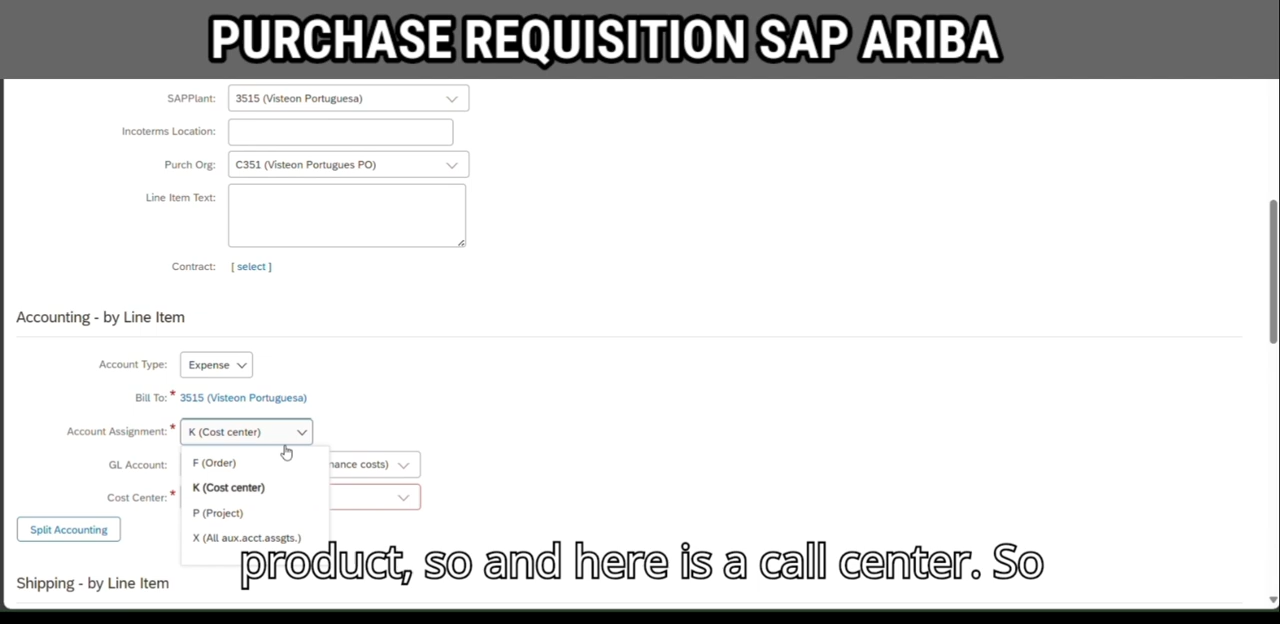 PURCHASE REQUISITION SAP ARIBA
SAPPlant: 3515 (Visteon Portuguesa)
Incoterms Location:
Purch Org: C351 (Visteon Portugues PO)
Line Item Text:
Contract: [ select ]
Accounting - by Line Item
Account Type: Expense
Bill To: * 3515 (Visteon Portuguesa)
Account Assignment: * K (Cost center)
F (Order)
GL Account: nance costs)
K (Cost center)
Cost Center: *
P (Project)
Split Accounting
X (All aux.acct.assgts.)
product, so and here is a call center. So
Shipping - by Line Item